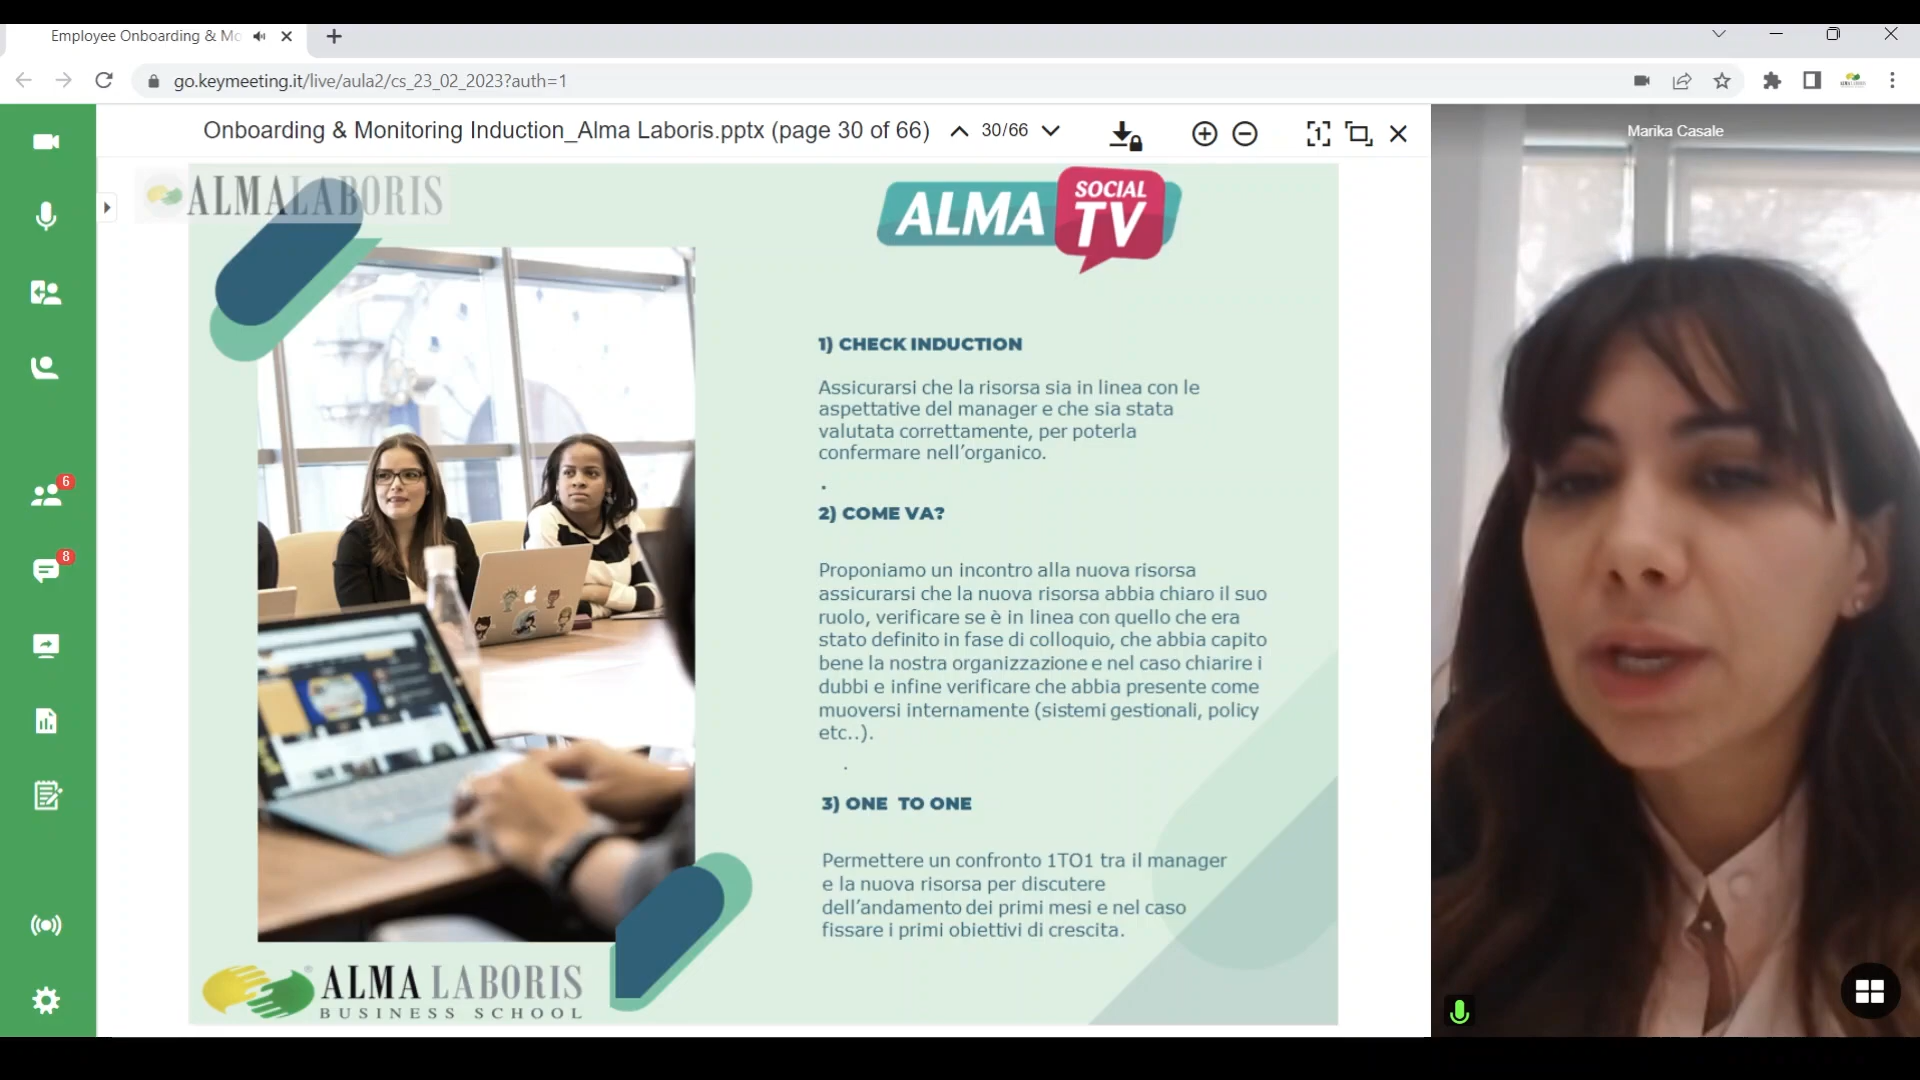 Employee Onboarding & Mo
go.keymeeting.it/live/aula2/cs_23_02_2023?auth=1
Onboarding & Monitoring Induction_Alma Laboris.pptx (page 30 of 66)
30/66
Marika Casale
ALMALABORIS
ALMA SOCIAL TV
1) CHECK INDUCTION
Assicurarsi che la risorsa sia in linea con le
aspettative del manager e che sia stata
valutata correttamente, per poterla
confermare nell'organico.
.
2) COME VA?
Proponiamo un incontro alla nuova risorsa
assicurarsi che la nuova risorsa abbia chiaro il suo
ruolo, verificare se è in linea con quello che era
stato definito in fase di colloquio, che abbia capito
bene la nostra organizzazione e nel caso chiarire i
dubbi e infine verificare che abbia presente come
muoversi internamente (sistemi gestionali, policy
etc..).
.
3) ONE TO ONE
Permettere un confronto 1TO1 tra il manager
e la nuova risorsa per discutere
dell'andamento dei primi mesi e nel caso
fissare i primi obiettivi di crescita.
ALMA LABORIS
BUSINESS SCHOOL
6
8